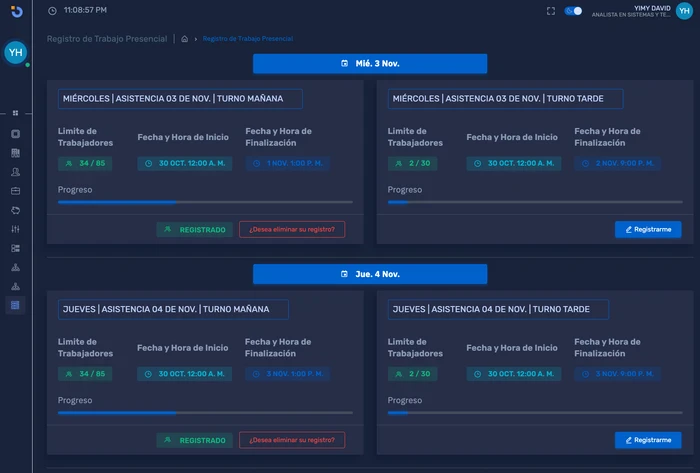 11:08:57 PM
YIMY DAVID
ANALISTA EN SISTEMAS Y TE...
YH
YH
Registro de Trabajo Presencial
Registro de Trabajo Presencial
Mié. 3 Nov.
MIÉRCOLES | ASISTENCIA 03 DE NOV. | TURNO MAÑANA
Limite de Trabajadores
Fecha y Hora de Inicio
Fecha y Hora de Finalización
34 / 85
30 OCT. 12:00 A. M.
1 NOV. 1:00 P. M.
Progreso
REGISTRADO
¿Desea eliminar su registro?
MIÉRCOLES | ASISTENCIA 03 DE NOV. | TURNO TARDE
Limite de Trabajadores
Fecha y Hora de Inicio
Fecha y Hora de Finalización
2 / 30
30 OCT. 12:00 A. M.
2 NOV. 9:00 P. M.
Progreso
Registrarme
Jue. 4 Nov.
JUEVES | ASISTENCIA 04 DE NOV. | TURNO MAÑANA
Limite de Trabajadores
Fecha y Hora de Inicio
Fecha y Hora de Finalización
34 / 85
30 OCT. 12:00 A. M.
3 NOV. 1:00 P. M.
Progreso
REGISTRADO
¿Desea eliminar su registro?
JUEVES | ASISTENCIA 04 DE NOV. | TURNO TARDE
Limite de Trabajadores
Fecha y Hora de Inicio
Fecha y Hora de Finalización
2 / 30
30 OCT. 12:00 A. M.
3 NOV. 9:00 P. M.
Progreso
Registrarme